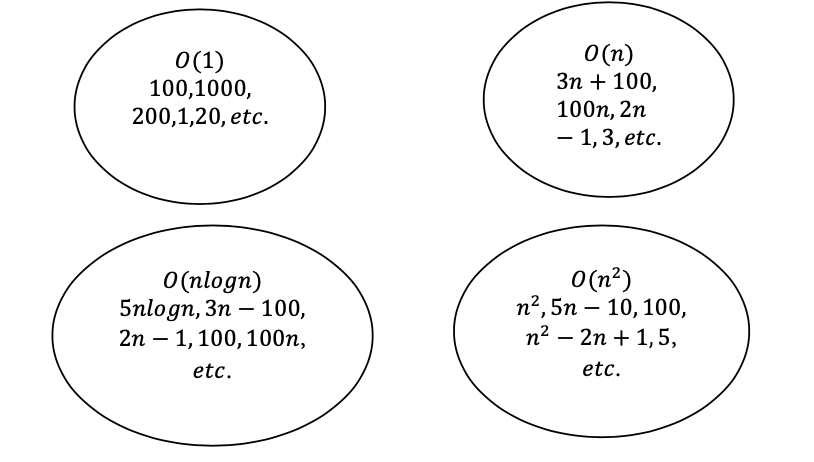 O(1)
100,1000,
200,1,20, etc.
O(n)
3n + 100,
100n, 2n
− 1, 3, etc.
O(nlogn)
5nlogn, 3n − 100,
2n − 1, 100, 100n,
etc.
O(n²)
n², 5n − 10, 100,
n² − 2n + 1, 5,
etc.